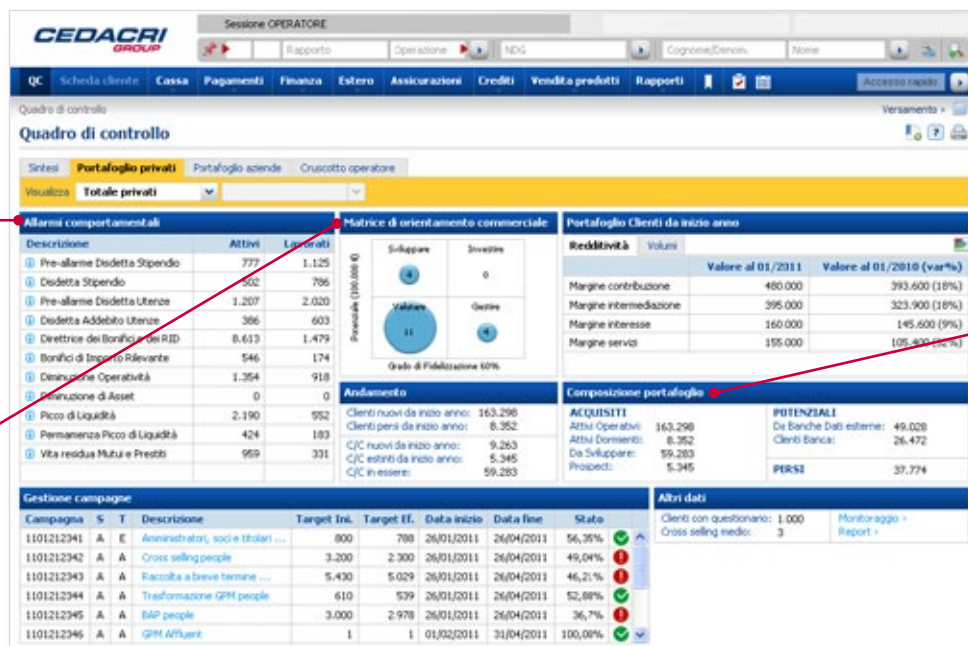 CEDACRI
GROUP
Sessione OPERATORE
Rapporto Operazione NDG Cognome/Denom. Nome
QC Scheda cliente Cassa Pagamenti Finanza Estero Assicurazioni Crediti Vendita prodotti Rapporti Accesso rapido
Quadro di controllo Versamento »
Quadro di controllo
Sintesi Portafoglio privati Portafoglio aziende Cruscotto operatore
Visualizza Totale privati
Allarmi comportamentali
Descrizione Attivi Lavorati
Pre-allarme Disdetta Stipendio 777 1.125
Disdetta Stipendio 502 786
Pre-allarme Disdetta Utenze 1.207 2.020
Disdetta Addebito Utenze 386 603
Direttrice dei Bonifici e dei RID 8.613 1.479
Bonifici di Importo Rilevante 546 174
Diminuzione Operatività 1.354 918
Diminuzione di Asset 0 0
Picco di Liquidità 2.190 552
Permanenza Picco di Liquidità 424 183
Vita residua Mutui e Prestiti 959 331
Matrice di orientamento commerciale
Potenziale (100.000 €)
Sviluppare Investire
4 0
Valutare Gestire
11 4
Grado di Fidelizzazione 60%
Portafoglio Clienti da inizio anno
Redditività Volumi
Valore al 01/2011 Valore al 01/2010 (var%)
Margine contribuzione 480.000 393.600 (18%)
Margine intermediazione 395.000 323.900 (18%)
Margine interesse 160.000 145.600 (9%)
Margine servizi 155.000 105.400 (32%)
Andamento
Clienti nuovi da inizio anno: 163.298
Clienti persi da inizio anno: 8.352
C/C nuovi da inizio anno: 9.263
C/C estinti da inizio anno: 5.345
C/C in essere: 59.283
Composizione portafoglio
ACQUISITI
Attivi Operativi: 163.298
Attivi Dormienti: 8.352
Da Sviluppare: 59.283
Prospect: 5.345
POTENZIALI
Da Banche Dati esterne: 49.028
Clienti Banca: 26.472
PERSI 37.774
Gestione campagne
Campagna S T Descrizione Target Ini. Target Ef. Data inizio Data fine Stato
1101212341 A E Amministratori, soci e titolari ... 800 788 26/01/2011 26/04/2011 56,35%
1101212342 A A Cross selling people 3.200 2.300 26/01/2011 26/04/2011 49,04%
1101212343 A A Raccolta a breve termine ... 5.430 5.029 26/01/2011 26/04/2011 46,21%
1101212344 A A Trasformazione GPM people 610 539 26/01/2011 26/04/2011 52,88%
1101212345 A A BAP people 3.000 2.978 26/01/2011 26/04/2011 36,7%
1101212346 A A GPM Affluent 1 1 01/02/2011 31/04/2011 100,00%
Altri dati
Clienti con questionario: 1.000
Cross selling medio: 3
Monitoraggio »
Report »